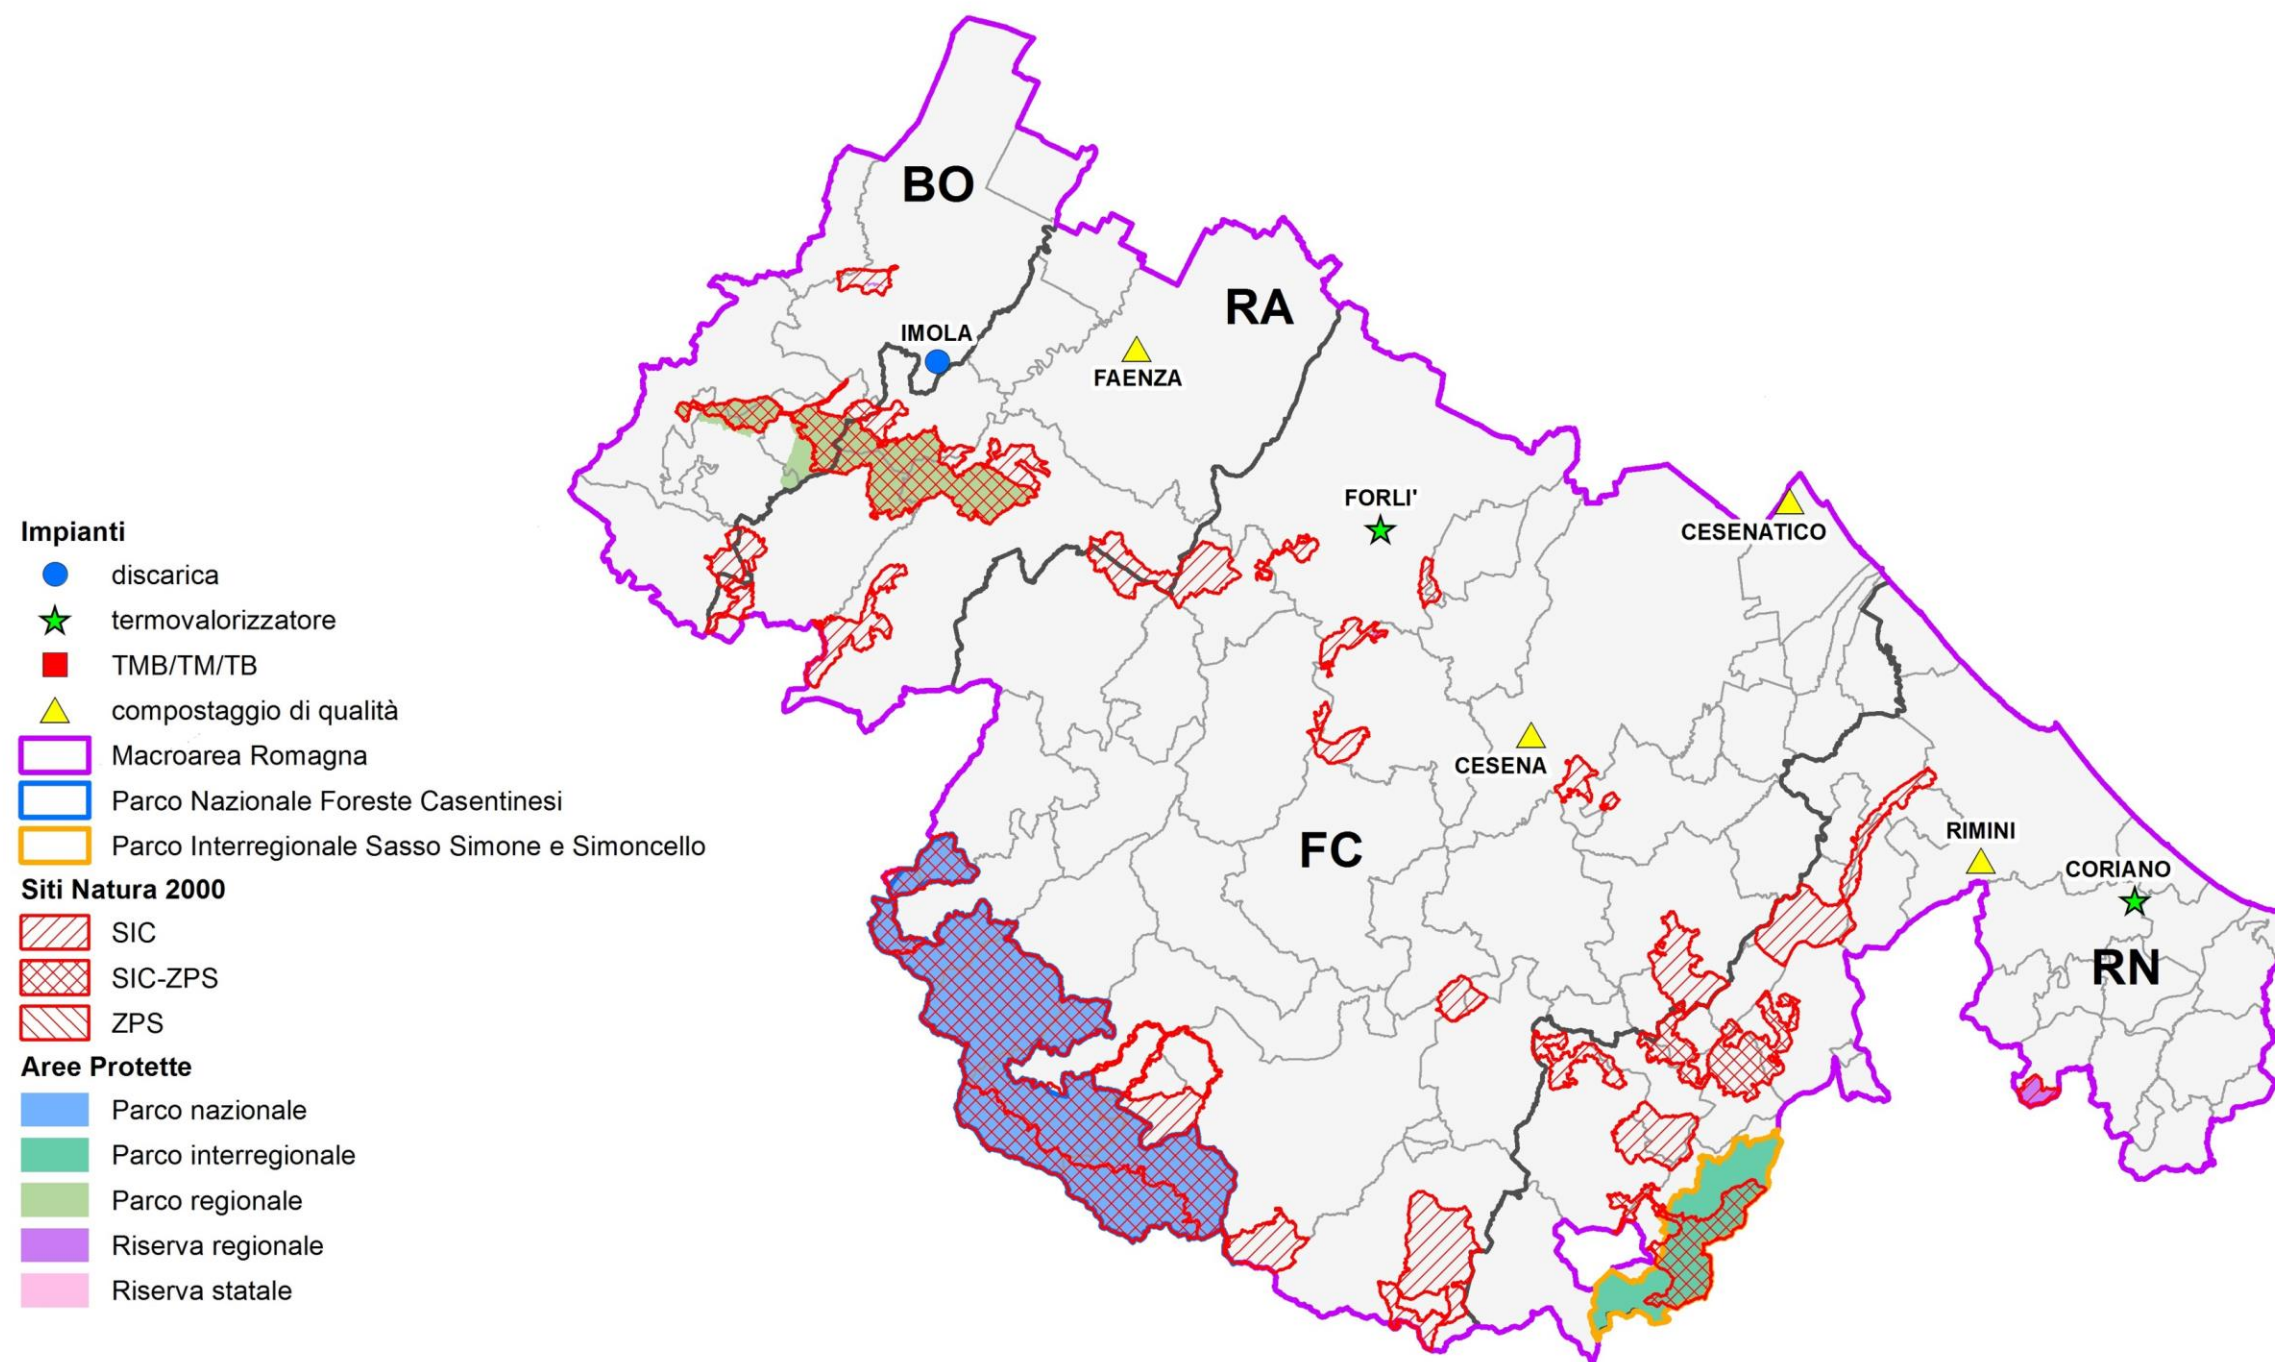 BO
RA
IMOLA
FAENZA
FORLI'
CESENATICO
CESENA
FC
RIMINI
CORIANO
RN
Impianti
discarica
termovalorizzatore
TMB/TM/TB
compostaggio di qualità
Macroarea Romagna
Parco Nazionale Foreste Casentinesi
Parco Interregionale Sasso Simone e Simoncello
Siti Natura 2000
SIC
SIC-ZPS
ZPS
Aree Protette
Parco nazionale
Parco interregionale
Parco regionale
Riserva regionale
Riserva statale